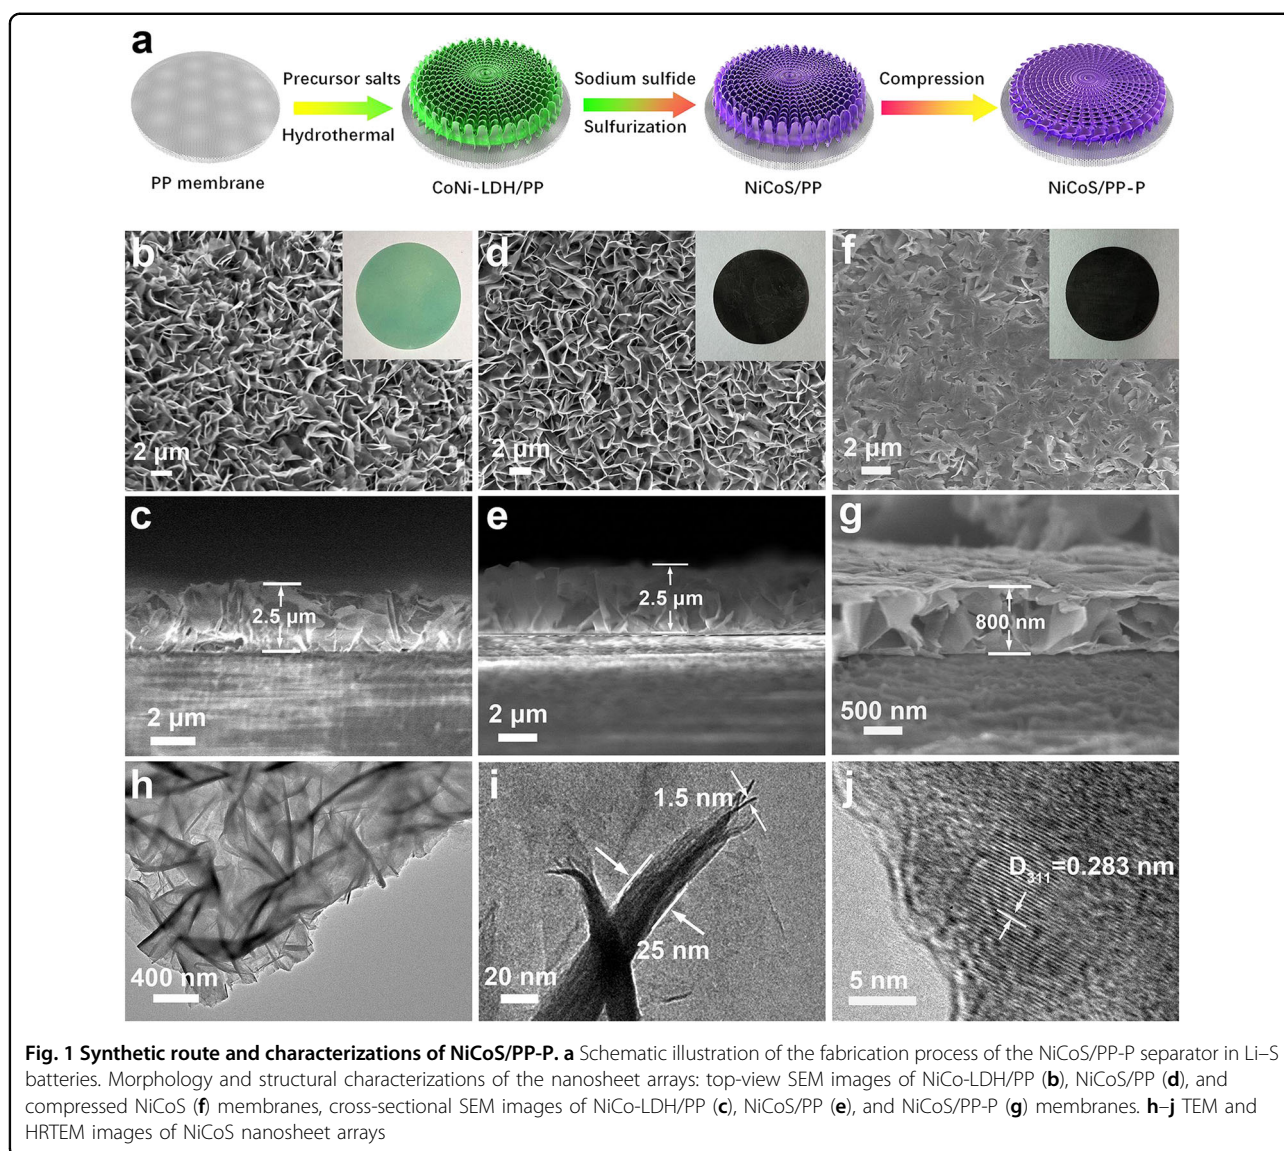 a
Precursor salts
Hydrothermal
Sodium sulfide
Sulfurization
Compression
PP membrane
CoNi-LDH/PP
NiCoS/PP
NiCoS/PP-P
b
2 µm
d
2 µm
f
2 µm
c
2.5 µm
2 µm
e
2.5 µm
2 µm
g
800 nm
500 nm
h
400 nm
i
1.5 nm
25 nm
20 nm
j
D311=0.283 nm
5 nm
Fig. 1 Synthetic route and characterizations of NiCoS/PP-P. a Schematic illustration of the fabrication process of the NiCoS/PP-P separator in Li–S
batteries. Morphology and structural characterizations of the nanosheet arrays: top-view SEM images of NiCo-LDH/PP (b), NiCoS/PP (d), and
compressed NiCoS (f) membranes, cross-sectional SEM images of NiCo-LDH/PP (c), NiCoS/PP (e), and NiCoS/PP-P (g) membranes. h–j TEM and
HRTEM images of NiCoS nanosheet arrays